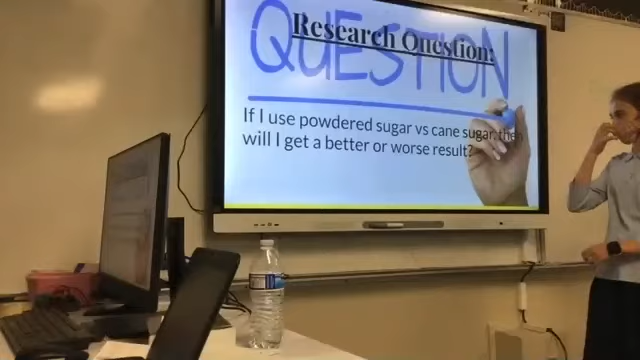 QUESTION
Research Question:
If I use powdered sugar vs cane sugar, then
will I get a better or worse result?